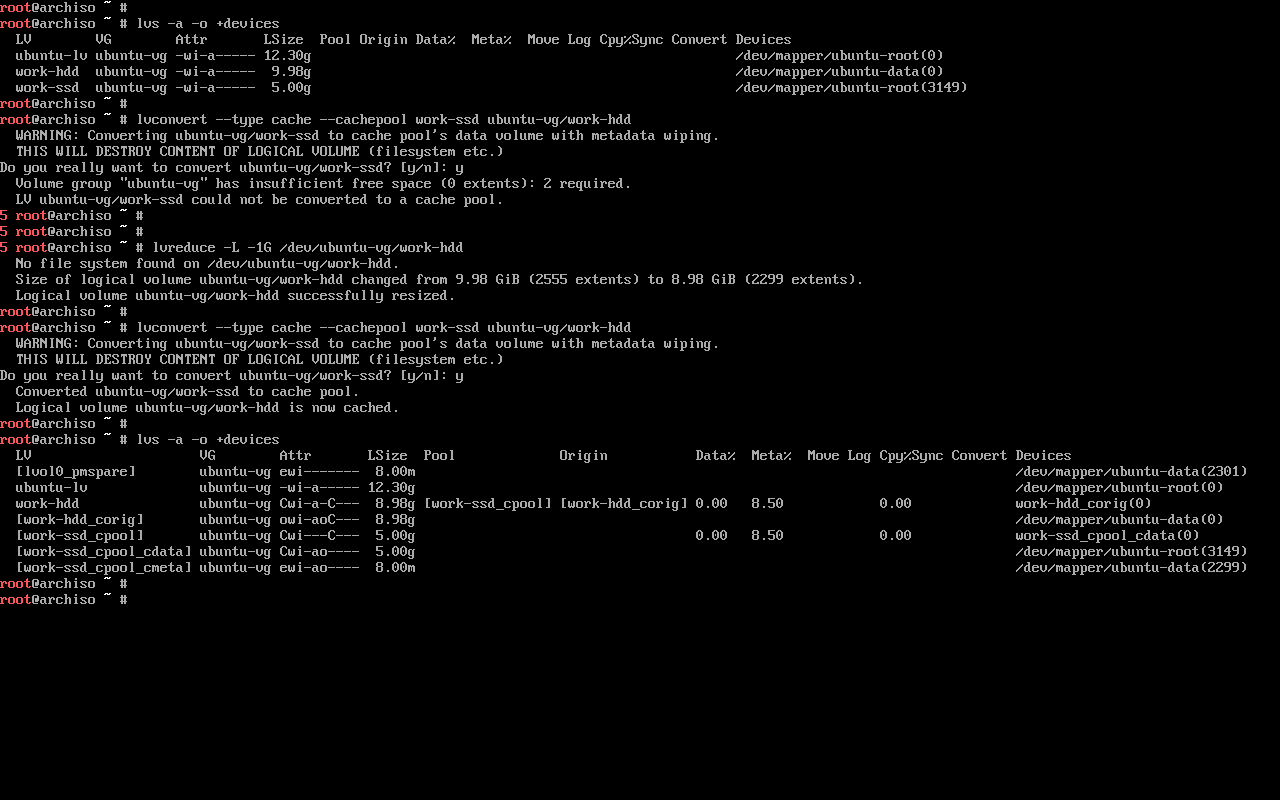 root@archiso ~ #
root@archiso ~ # lvs -a -o +devices
  LV        VG        Attr       LSize  Pool Origin Data%  Meta%  Move Log Cpy%Sync Convert Devices
  ubuntu-lv ubuntu-vg -wi-a----- 12.30g                                                     /dev/mapper/ubuntu-root(0)
  work-hdd  ubuntu-vg -wi-a-----  9.98g                                                     /dev/mapper/ubuntu-data(0)
  work-ssd  ubuntu-vg -wi-a-----  5.00g                                                     /dev/mapper/ubuntu-root(3149)
root@archiso ~ #
root@archiso ~ # lvconvert --type cache --cachepool work-ssd ubuntu-vg/work-hdd
  WARNING: Converting ubuntu-vg/work-ssd to cache pool's data volume with metadata wiping.
  THIS WILL DESTROY CONTENT OF LOGICAL VOLUME (filesystem etc.)
Do you really want to convert ubuntu-vg/work-ssd? [y/n]: y
  Volume group "ubuntu-vg" has insufficient free space (0 extents): 2 required.
  LV ubuntu-vg/work-ssd could not be converted to a cache pool.
5 root@archiso ~ #
5 root@archiso ~ #
5 root@archiso ~ # lvreduce -L -1G /dev/ubuntu-vg/work-hdd
  No file system found on /dev/ubuntu-vg/work-hdd.
  Size of logical volume ubuntu-vg/work-hdd changed from 9.98 GiB (2555 extents) to 8.98 GiB (2299 extents).
  Logical volume ubuntu-vg/work-hdd successfully resized.
root@archiso ~ #
root@archiso ~ # lvconvert --type cache --cachepool work-ssd ubuntu-vg/work-hdd
  WARNING: Converting ubuntu-vg/work-ssd to cache pool's data volume with metadata wiping.
  THIS WILL DESTROY CONTENT OF LOGICAL VOLUME (filesystem etc.)
Do you really want to convert ubuntu-vg/work-ssd? [y/n]: y
  Converted ubuntu-vg/work-ssd to cache pool.
  Logical volume ubuntu-vg/work-hdd is now cached.
root@archiso ~ #
root@archiso ~ # lvs -a -o +devices
  LV                     VG        Attr       LSize  Pool             Origin           Data%  Meta%  Move Log Cpy%Sync Convert Devices
  [lvol0_pmspare]        ubuntu-vg ewi-------  8.00m                                                                           /dev/mapper/ubuntu-data(2301)
  ubuntu-lv              ubuntu-vg -wi-a----- 12.30g                                                                           /dev/mapper/ubuntu-root(0)
  work-hdd               ubuntu-vg Cwi-a-C---  8.98g [work-ssd_cpool] [work-hdd_corig] 0.00   8.50            0.00             work-hdd_corig(0)
  [work-hdd_corig]       ubuntu-vg owi-aoC---  8.98g                                                                           /dev/mapper/ubuntu-data(0)
  [work-ssd_cpool]       ubuntu-vg Cwi---C---  5.00g                                   0.00   8.50            0.00             work-ssd_cpool_cdata(0)
  [work-ssd_cpool_cdata] ubuntu-vg Cwi-ao----  5.00g                                                                           /dev/mapper/ubuntu-root(3149)
  [work-ssd_cpool_cmeta] ubuntu-vg ewi-ao----  8.00m                                                                           /dev/mapper/ubuntu-data(2299)
root@archiso ~ #
root@archiso ~ #